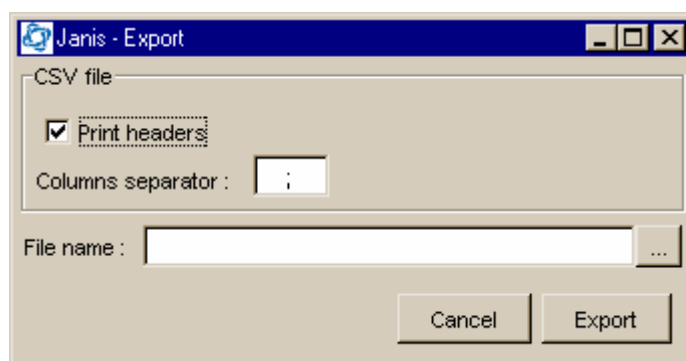 Janis - Export
CSV file
Print headers
Columns separator : ;
File name : ...
Cancel Export